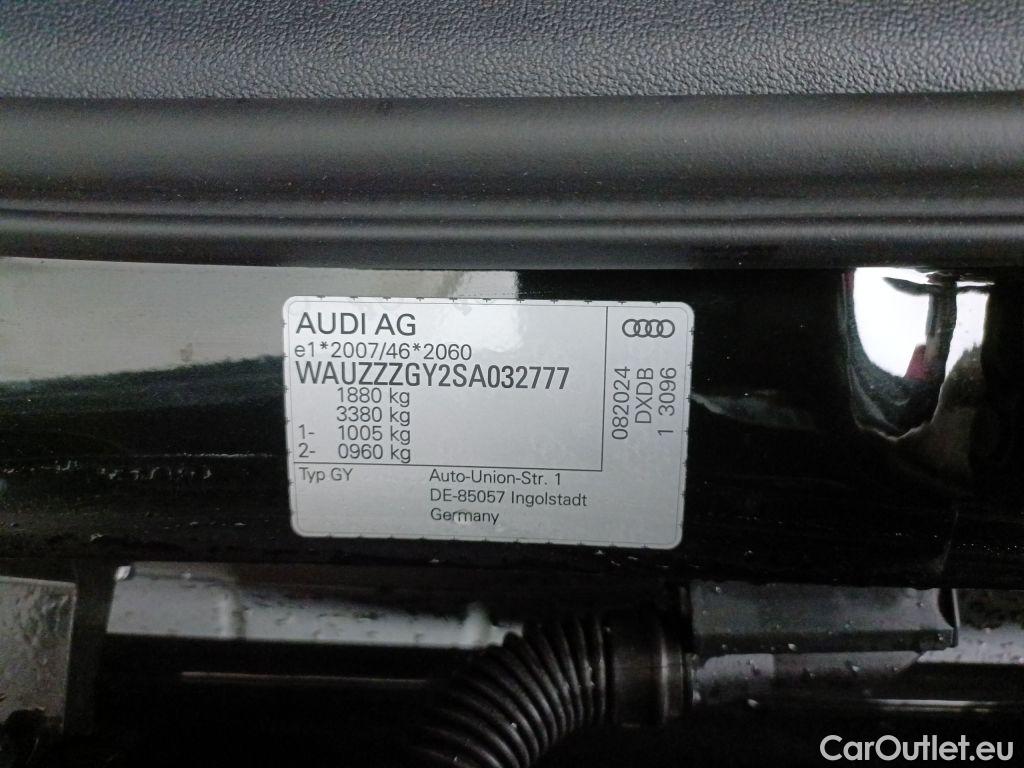 AUDI AG
e1*2007/46*2060
WAUZZZGY2SA032777
1880 kg
3380 kg
1- 1005 kg
2- 0960 kg
Typ GY
Auto-Union-Str. 1
DE-85057 Ingolstadt
Germany
082024
DXDB
1 3096
CarOutlet.eu